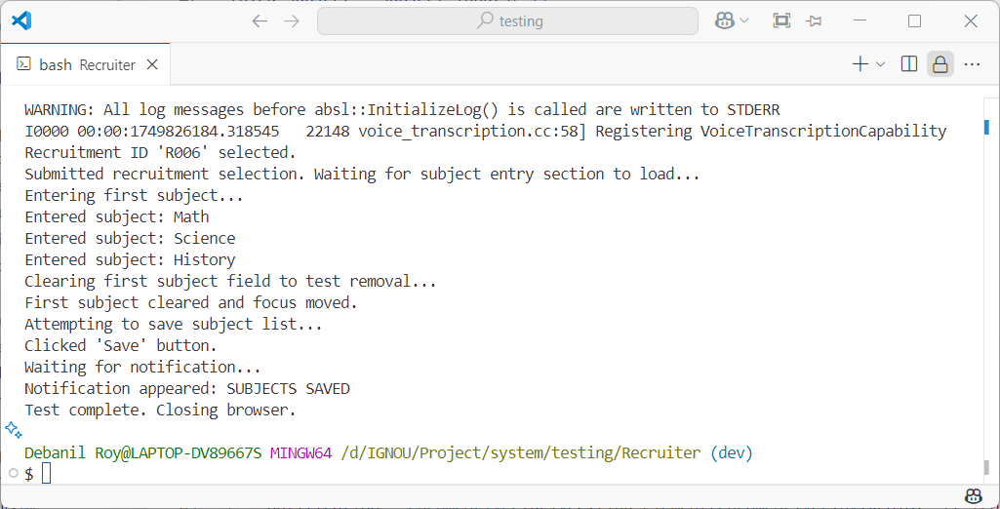 testing
bash Recruiter
WARNING: All log messages before absl::InitializeLog() is called are written to STDERR
I0000 00:00:1749826184.318545   22148 voice_transcription.cc:58] Registering VoiceTranscriptionCapability
Recruitment ID 'R006' selected.
Submitted recruitment selection. Waiting for subject entry section to load...
Entering first subject...
Entered subject: Math
Entered subject: Science
Entered subject: History
Clearing first subject field to test removal...
First subject cleared and focus moved.
Attempting to save subject list...
Clicked 'Save' button.
Waiting for notification...
Notification appeared: SUBJECTS SAVED
Test complete. Closing browser.
Debanil Roy@LAPTOP-DV89667S MINGW64 /d/IGNOU/Project/system/testing/Recruiter (dev)
$